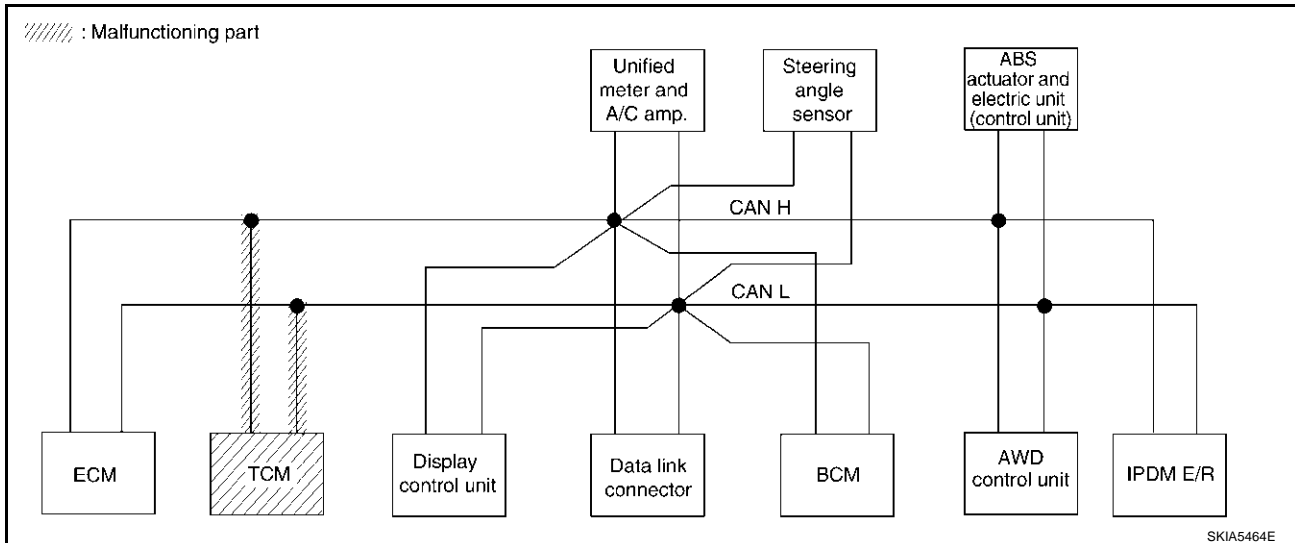 : Malfunctioning part
Unified
meter and
A/C amp.
Steering
angle
sensor
ABS
actuator and
electric unit
(control unit)
CAN H
CAN L
ECM
TCM
Display
control unit
Data link
connector
BCM
AWD
control unit
IPDM E/R
SKIA5464E